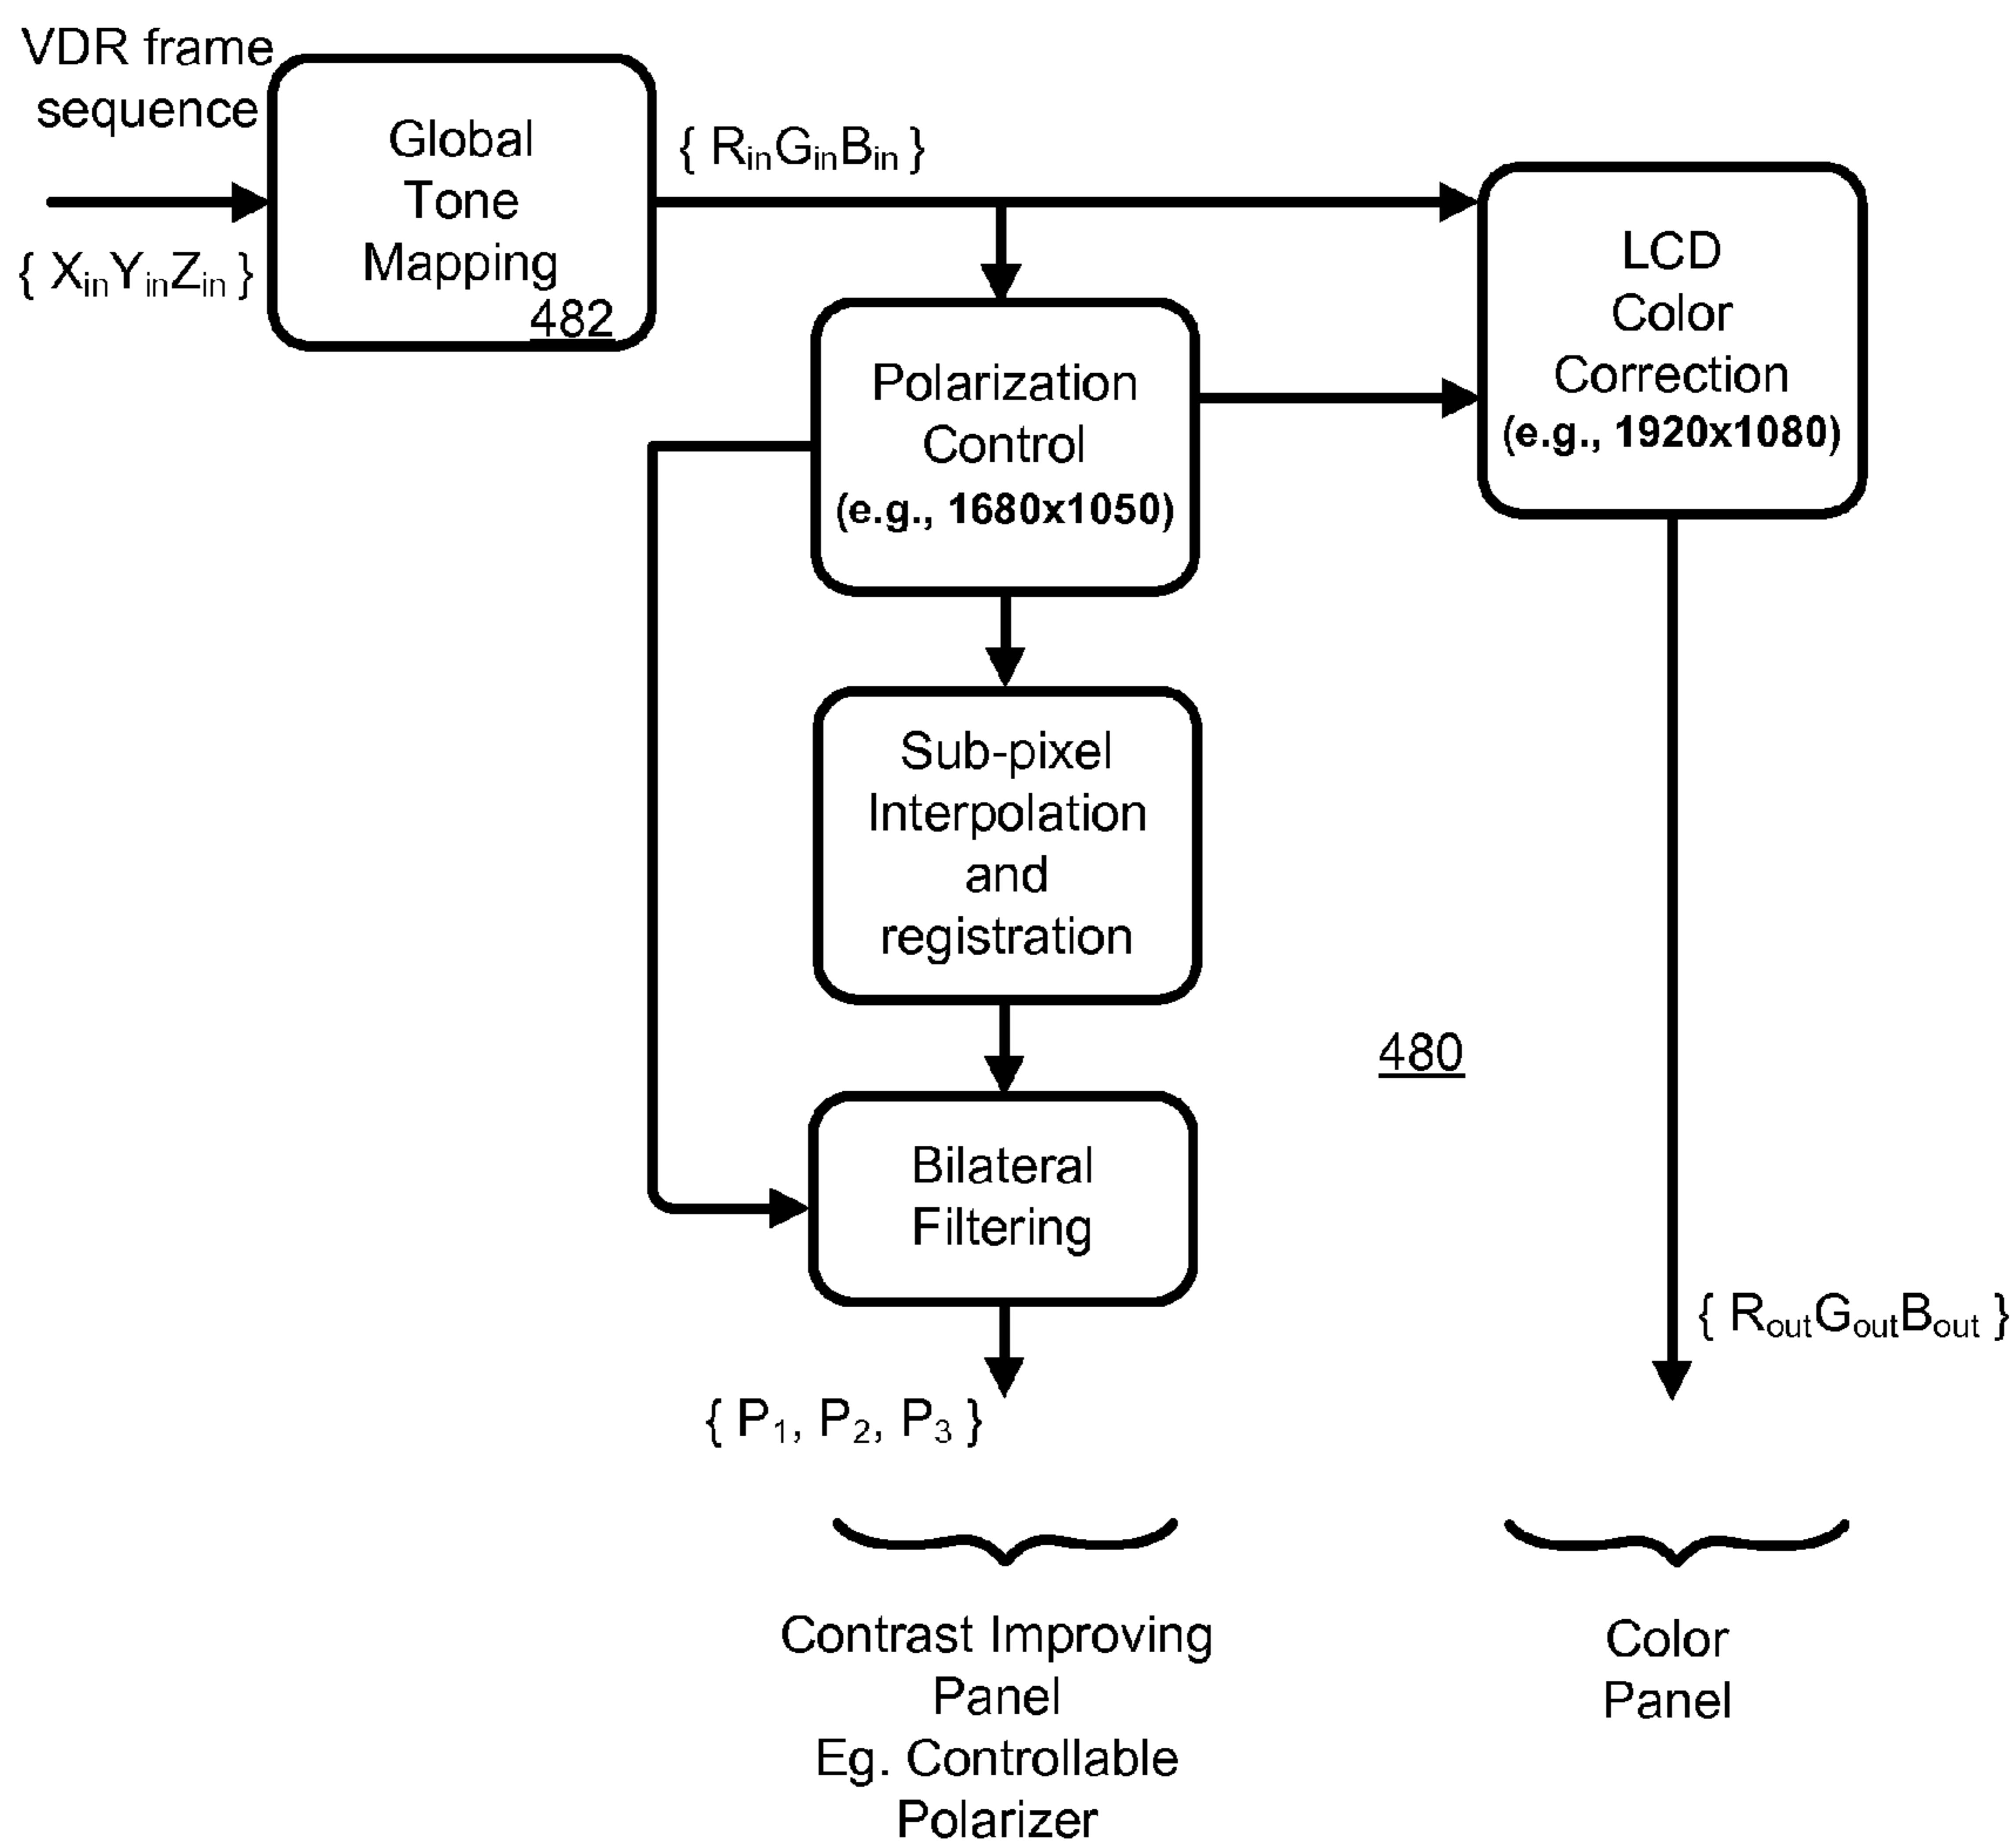 VDR frame
sequence
{ XinYinZin }
Global
Tone
Mapping
482
{ RinGinBin }
LCD
Color
Correction
(e.g., 1920x1080)
Polarization
Control
(e.g., 1680x1050)
Sub-pixel
Interpolation
and
registration
480
Bilateral
Filtering
{ RoutGoutBout }
{ P1, P2, P3 }
Contrast Improving
Panel
Eg. Controllable
Polarizer
Color
Panel